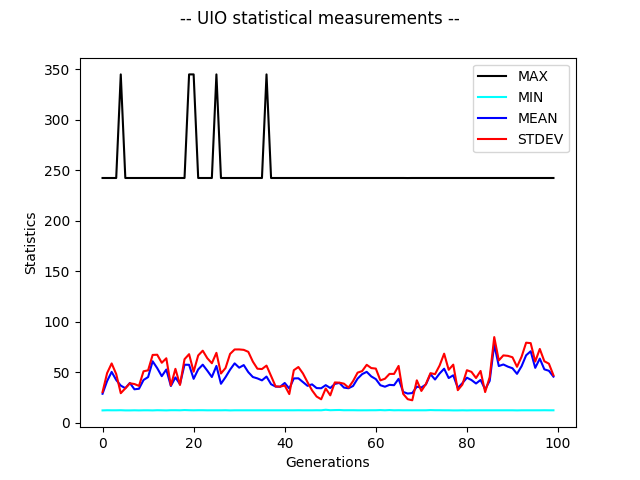 -- UIO statistical measurements --
350
300
250
200
150
100
50
0
Statistics
MAX
MIN
MEAN
STDEV
0 20 40 60 80 100
Generations